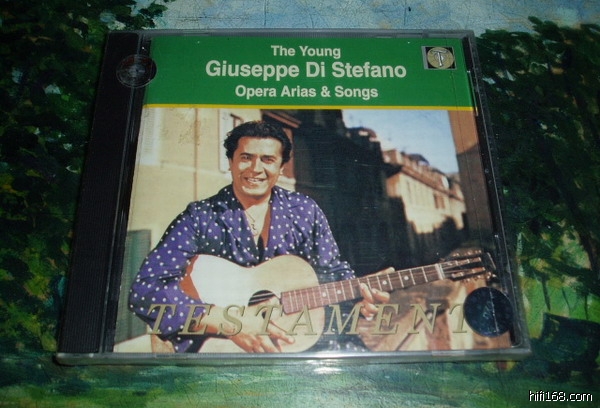 The Young
Giuseppe Di Stefano
Opera Arias & Songs
T
TESTAMENT
hifi168.com